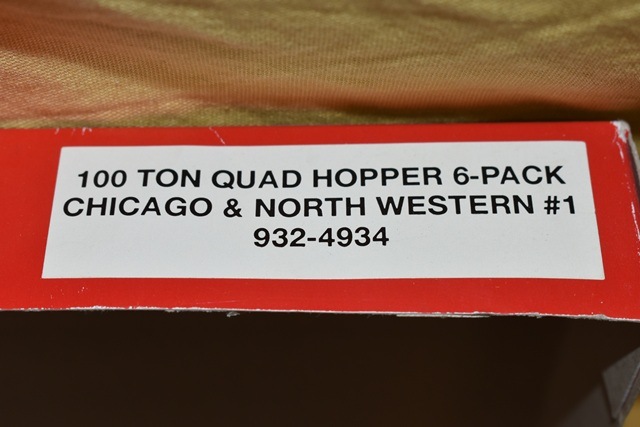 100 TON QUAD HOPPER 6-PACK
CHICAGO & NORTH WESTERN #1
932-4934